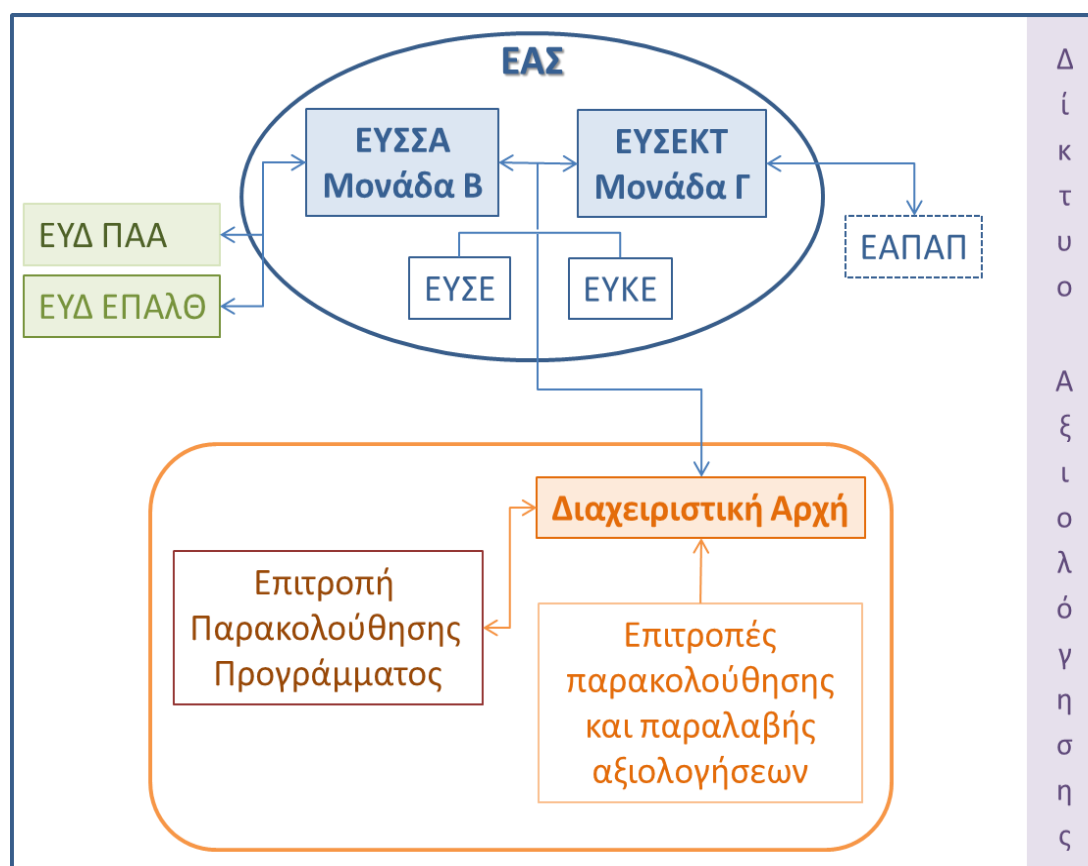 ΕΑΣ
ΕΥΣΣΑ
Μονάδα Β
ΕΥΣΕΚΤ
Μονάδα Γ
ΕΥΔ ΠΑΑ
ΕΥΔ ΕΠΑλΘ
ΕΥΣΕ
ΕΥΚΕ
ΕΑΠΑΠ
Διαχειριστική Αρχή
Επιτροπή
Παρακολούθησης
Προγράμματος
Επιτροπές
παρακολούθησης
και παραλαβής
αξιολογήσεων
Δίκτυο Αξιολόγησης